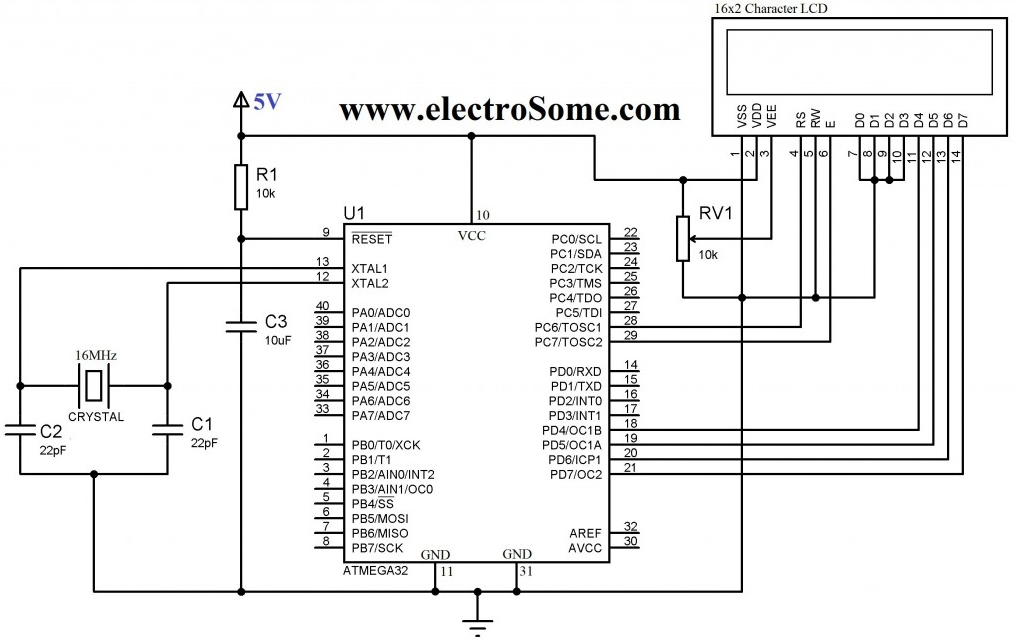 16x2 Character LCD
5V
www.electroSome.com
VSS
VDD
VEE
RS
RW
E
D0
D1
D2
D3
D4
D5
D6
D7
1
2
3
4
5
6
7
8
9
10
11
12
13
14
R1
10k
RV1
10k
U1
10
VCC
9 RESET
13 XTAL1
12 XTAL2
40 PA0/ADC0
39 PA1/ADC1
38 PA2/ADC2
37 PA3/ADC3
36 PA4/ADC4
35 PA5/ADC5
34 PA6/ADC6
33 PA7/ADC7
1 PB0/T0/XCK
2 PB1/T1
3 PB2/AIN0/INT2
4 PB3/AIN1/OC0
5 PB4/SS
6 PB5/MOSI
7 PB6/MISO
8 PB7/SCK
PC0/SCL 22
PC1/SDA 23
PC2/TCK 24
PC3/TMS 25
PC4/TDO 26
PC5/TDI 27
PC6/TOSC1 28
PC7/TOSC2 29
PD0/RXD 14
PD1/TXD 15
PD2/INT0 16
PD3/INT1 17
PD4/OC1B 18
PD5/OC1A 19
PD6/ICP1 20
PD7/OC2 21
AREF 32
AVCC 30
GND
GND
ATMEGA32
11
31
C3
10uF
16MHz
CRYSTAL
C2
22pF
C1
22pF